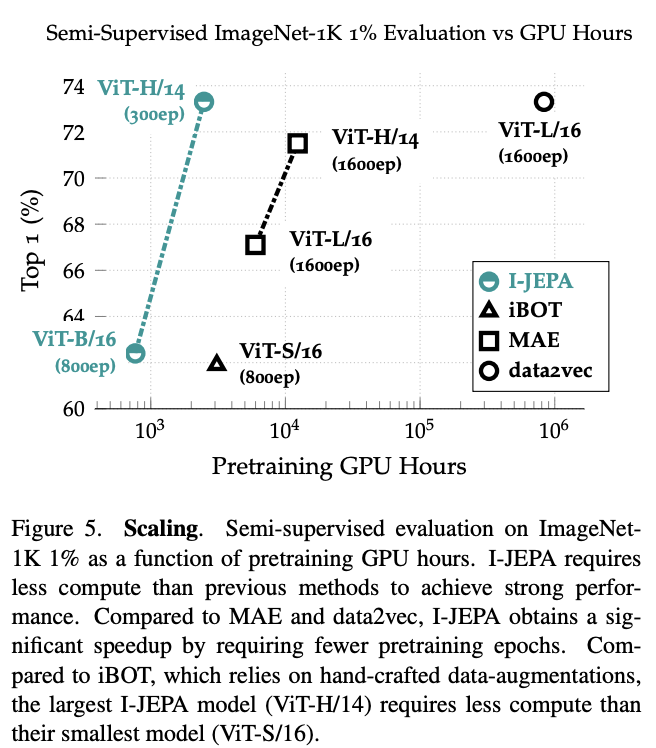 Semi-Supervised ImageNet-1K 1% Evaluation vs GPU Hours
74
72
70
68
66
64
62
60
Top 1 (%)
ViT-H/14
(300ep)
ViT-B/16
(800ep)
ViT-H/14
(1600ep)
ViT-L/16
(1600ep)
ViT-S/16
(800ep)
ViT-L/16
(1600ep)
I-JEPA
iBOT
MAE
data2vec
10³
10⁴
10⁵
10⁶
Pretraining GPU Hours
Figure 5. Scaling. Semi-supervised evaluation on ImageNet-
1K 1% as a function of pretraining GPU hours. I-JEPA requires
less compute than previous methods to achieve strong perfor-
mance. Compared to MAE and data2vec, I-JEPA obtains a sig-
nificant speedup by requiring fewer pretraining epochs. Com-
pared to iBOT, which relies on hand-crafted data-augmentations,
the largest I-JEPA model (ViT-H/14) requires less compute than
their smallest model (ViT-S/16).